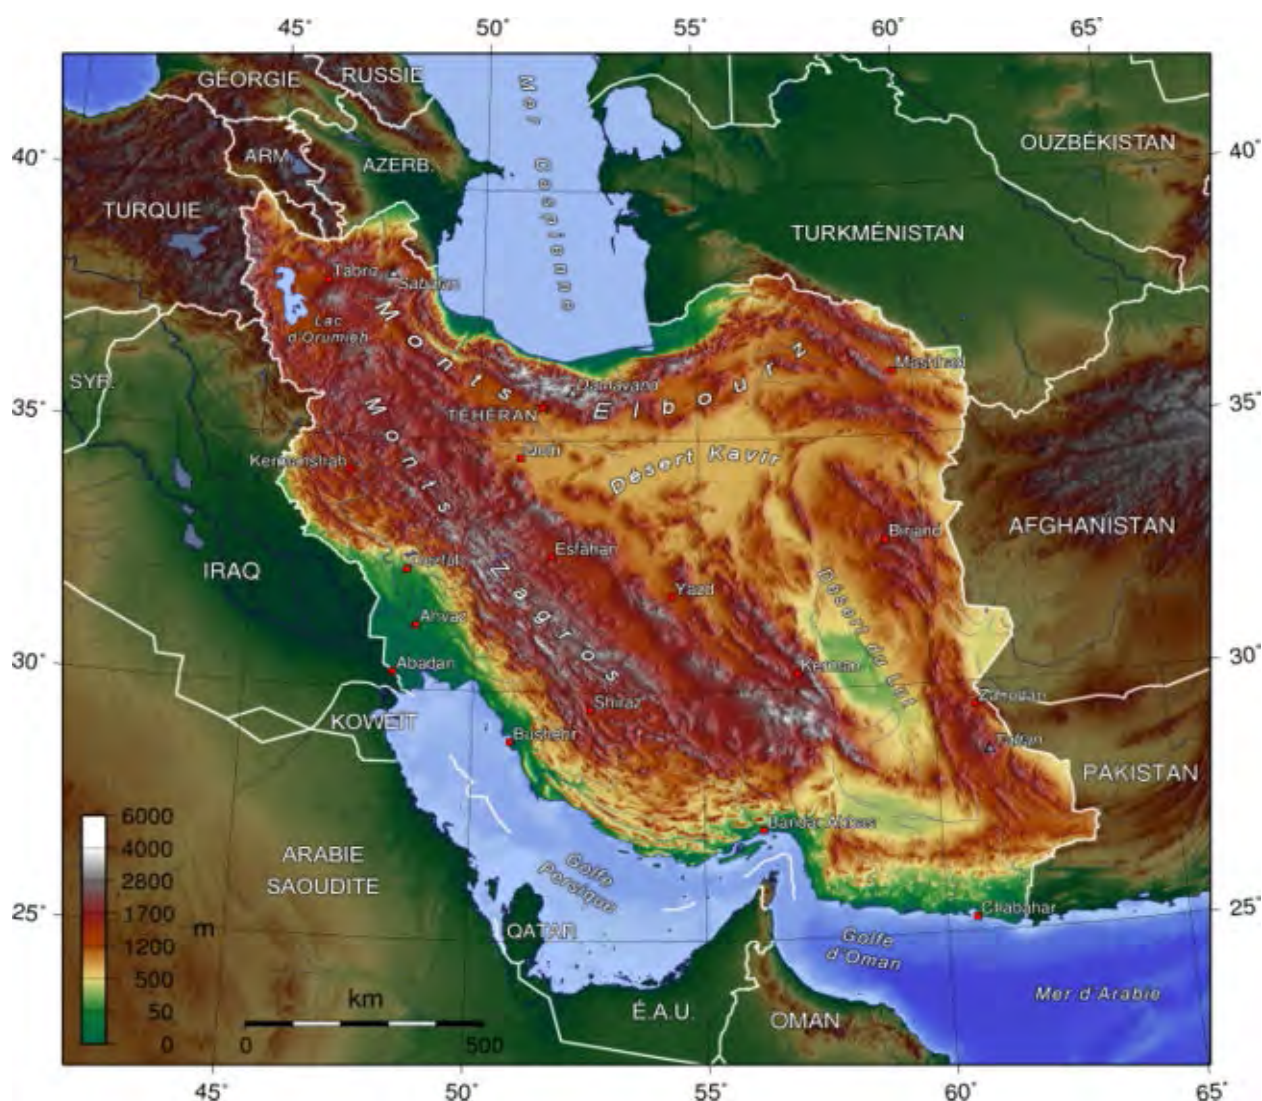 45°
50°
55°
60°
65°
GÉORGIE
RUSSIE
Mer Caspienne
OUZBÉKISTAN
40°
40°
ARM.
AZERB.
TURQUIE
TURKMÉNISTAN
Tabriz
Sabalan
Lac
d'Orumieh
Monts Elbourz
Mashhad
SYR.
Damavand
35°
35°
TÉHÉRAN
Monts Zagros
Qom
Désert Kavir
Kermanshah
AFGHANISTAN
Birjand
Esfahan
IRAQ
Dezful
Yazd
Désert du Lut
Ahvaz
30°
30°
Abadan
Kerman
Zahedan
KOWEÏT
Shiraz
Bushehr
Taftan
PAKISTAN
6000
4000
2800
1700
1200
500
50
0
m
Bandar Abbas
ARABIE
SAOUDITE
Golfe
Persique
25°
25°
Chabahar
QATAR
Golfe
d'Oman
Mer d'Arabie
km
0
500
É.A.U.
OMAN
45°
50°
55°
60°
65°